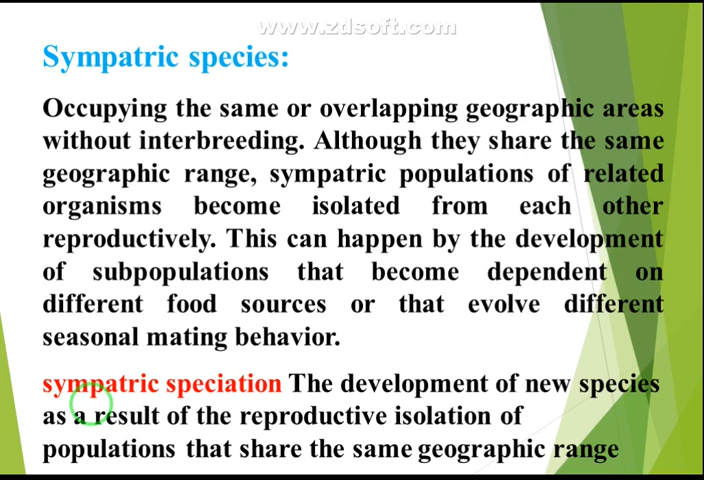 www.zdsoft.com
Sympatric species:
Occupying the same or overlapping geographic areas
without interbreeding. Although they share the same
geographic range, sympatric populations of related
organisms become isolated from each other
reproductively. This can happen by the development
of subpopulations that become dependent on
different food sources or that evolve different
seasonal mating behavior.
sympatric speciation The development of new species
as a result of the reproductive isolation of
populations that share the same geographic range